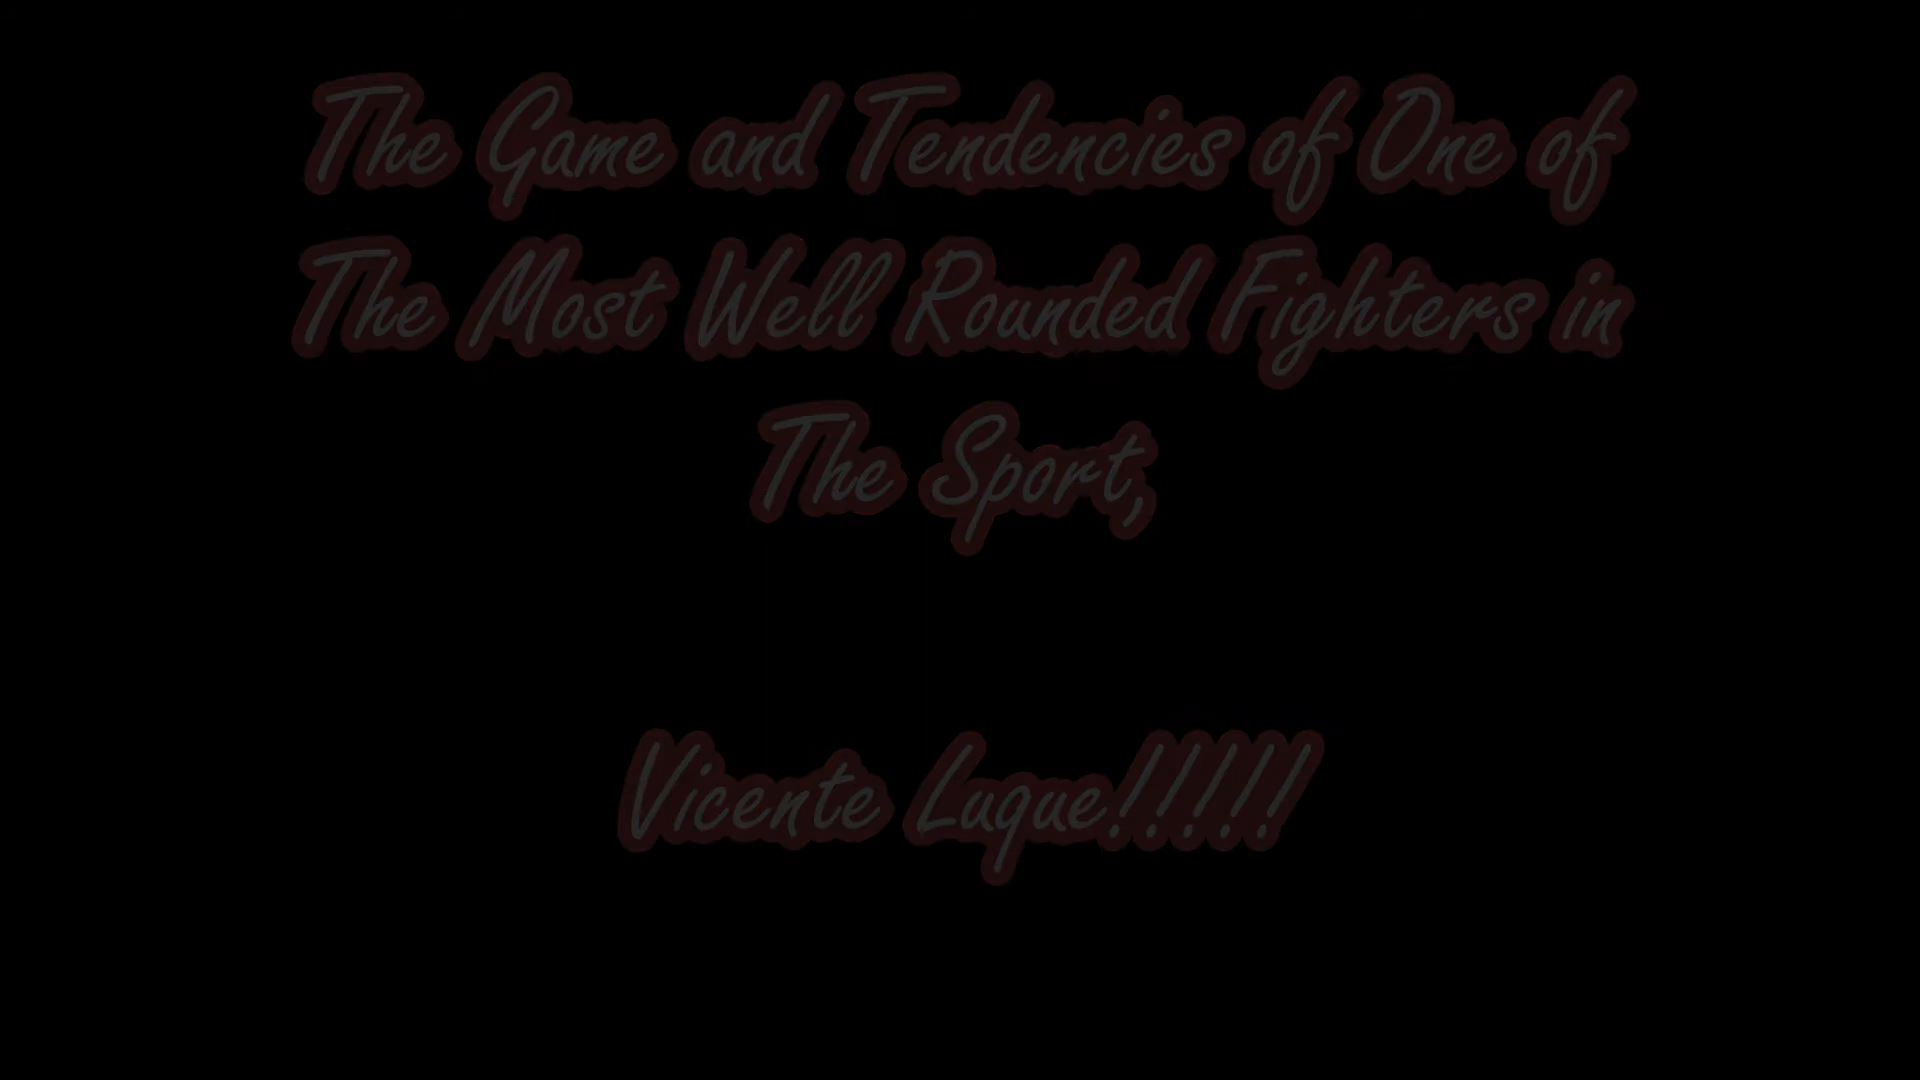 The Game and Tendencies of One of
The Most Well Rounded Fighters in
The Sport,
Vicente Luque!!!!!